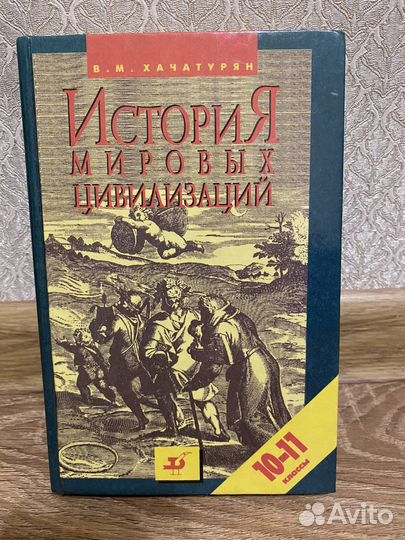 В. М. ХАЧАТУРЯН
ИСТОРИЯ
МИРОВЫХ
ЦИВИЛИЗАЦИЙ
10-11
КЛАССЫ
Avito